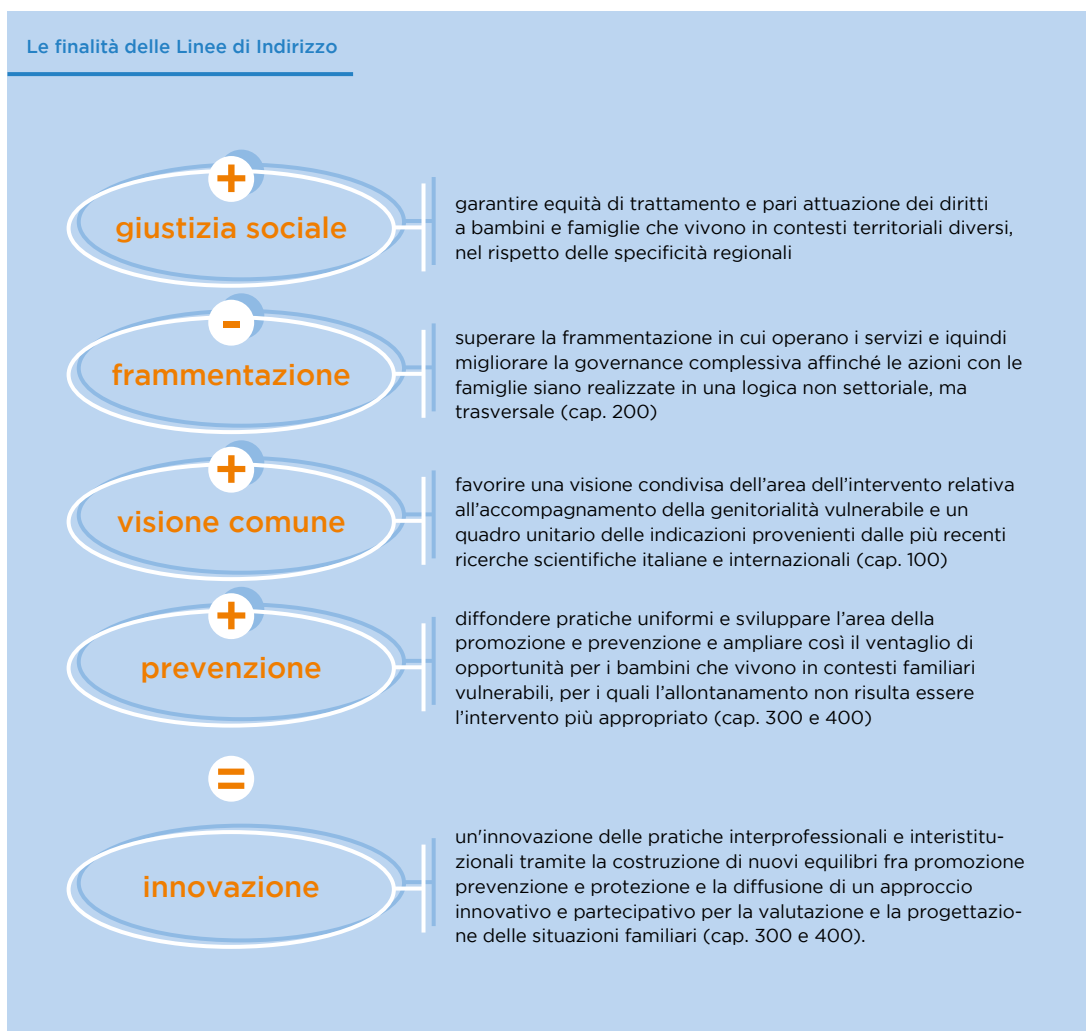 Le finalità delle Linee di Indirizzo
+
giustizia sociale
garantire equità di trattamento e pari attuazione dei diritti
a bambini e famiglie che vivono in contesti territoriali diversi,
nel rispetto delle specificità regionali
-
frammentazione
superare la frammentazione in cui operano i servizi e iquindi
migliorare la governance complessiva affinché le azioni con le
famiglie siano realizzate in una logica non settoriale, ma
trasversale (cap. 200)
+
visione comune
favorire una visione condivisa dell’area dell’intervento relativa
all’accompagnamento della genitorialità vulnerabile e un
quadro unitario delle indicazioni provenienti dalle più recenti
ricerche scientifiche italiane e internazionali (cap. 100)
+
prevenzione
diffondere pratiche uniformi e sviluppare l’area della
promozione e prevenzione e ampliare così il ventaglio di
opportunità per i bambini che vivono in contesti familiari
vulnerabili, per i quali l’allontanamento non risulta essere
l’intervento più appropriato (cap. 300 e 400)
=
innovazione
un'innovazione delle pratiche interprofessionali e interistitu-
zionali tramite la costruzione di nuovi equilibri fra promozione
prevenzione e protezione e la diffusione di un approccio
innovativo e partecipativo per la valutazione e la progettazio-
ne delle situazioni familiari (cap. 300 e 400).